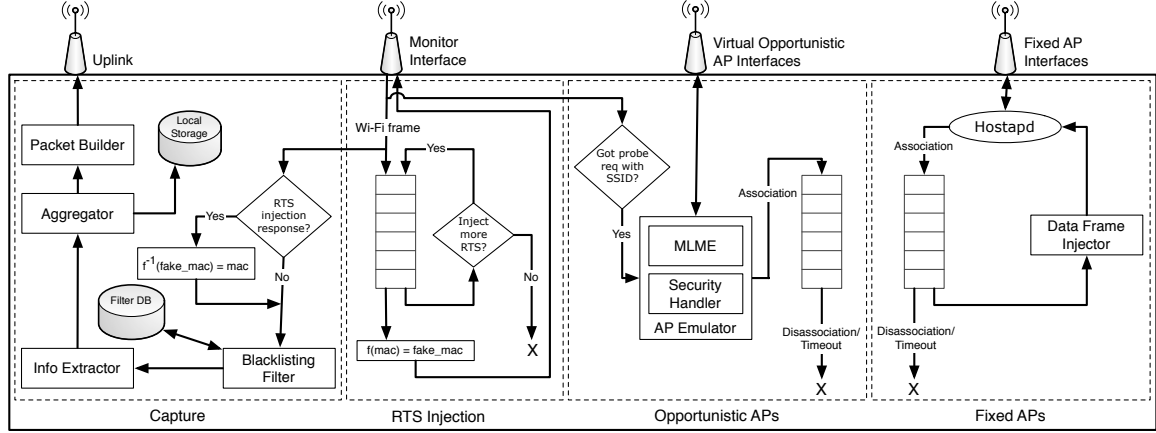 Uplink
Monitor
Interface
Virtual Opportunistic
AP Interfaces
Fixed AP
Interfaces
Packet Builder
Local
Storage
Aggregator
RTS
injection
response?
Yes
f-1(fake_mac) = mac
No
Filter DB
Info Extractor
Blacklisting
Filter
Capture
Wi-Fi frame
Yes
Inject
more
RTS?
No
X
f(mac) = fake_mac
RTS Injection
Got probe
req with
SSID?
Yes
Association
MLME
Security
Handler
AP Emulator
Disassociation/
Timeout
X
Opportunistic APs
Hostapd
Association
Data Frame
Injector
Disassociation/
Timeout
X
Fixed APs